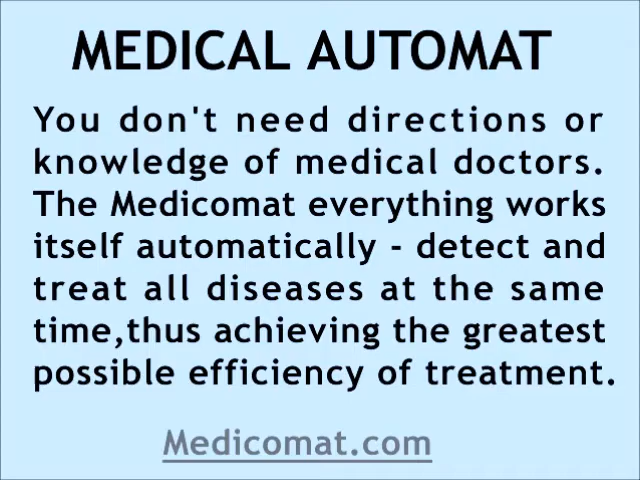 MEDICAL AUTOMAT
You don't need directions or
knowledge of medical doctors.
The Medicomat everything works
itself automatically - detect and
treat all diseases at the same
time,thus achieving the greatest
possible efficiency of treatment.
Medicomat.com